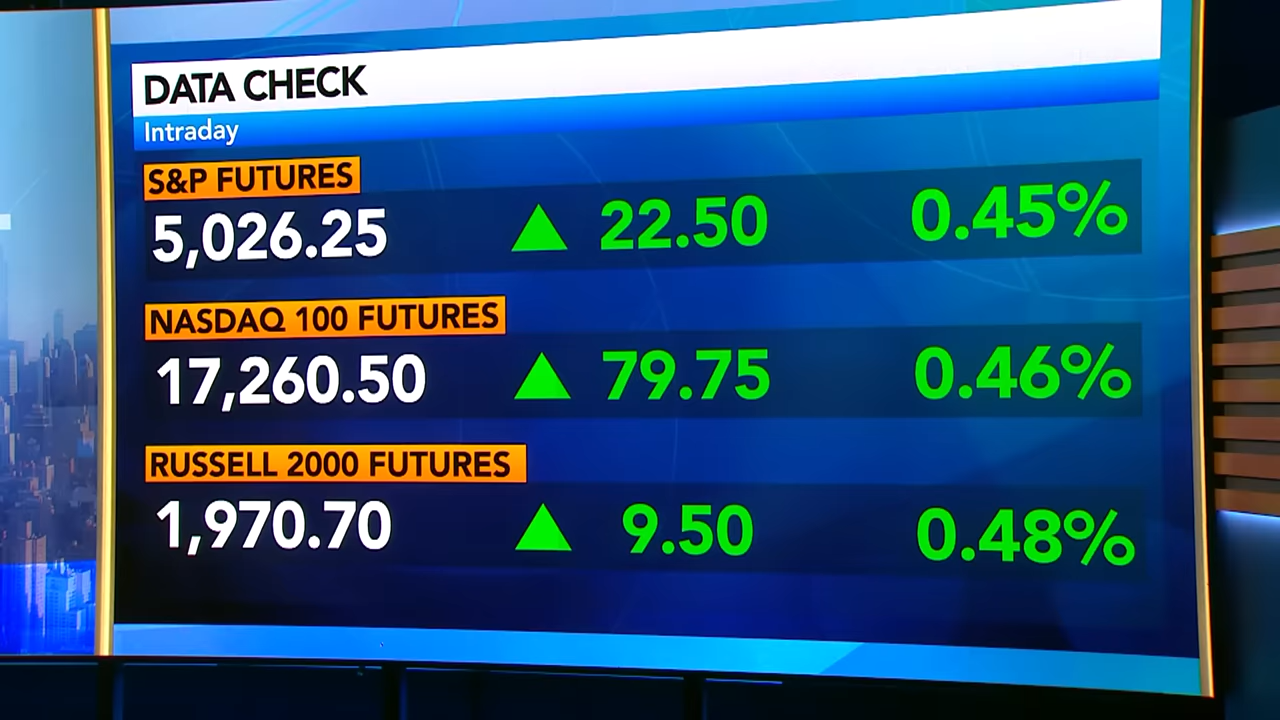 DATA CHECK
Intraday
S&P FUTURES
5,026.25 ▲ 22.50 0.45%
NASDAQ 100 FUTURES
17,260.50 ▲ 79.75 0.46%
RUSSELL 2000 FUTURES
1,970.70 ▲ 9.50 0.48%